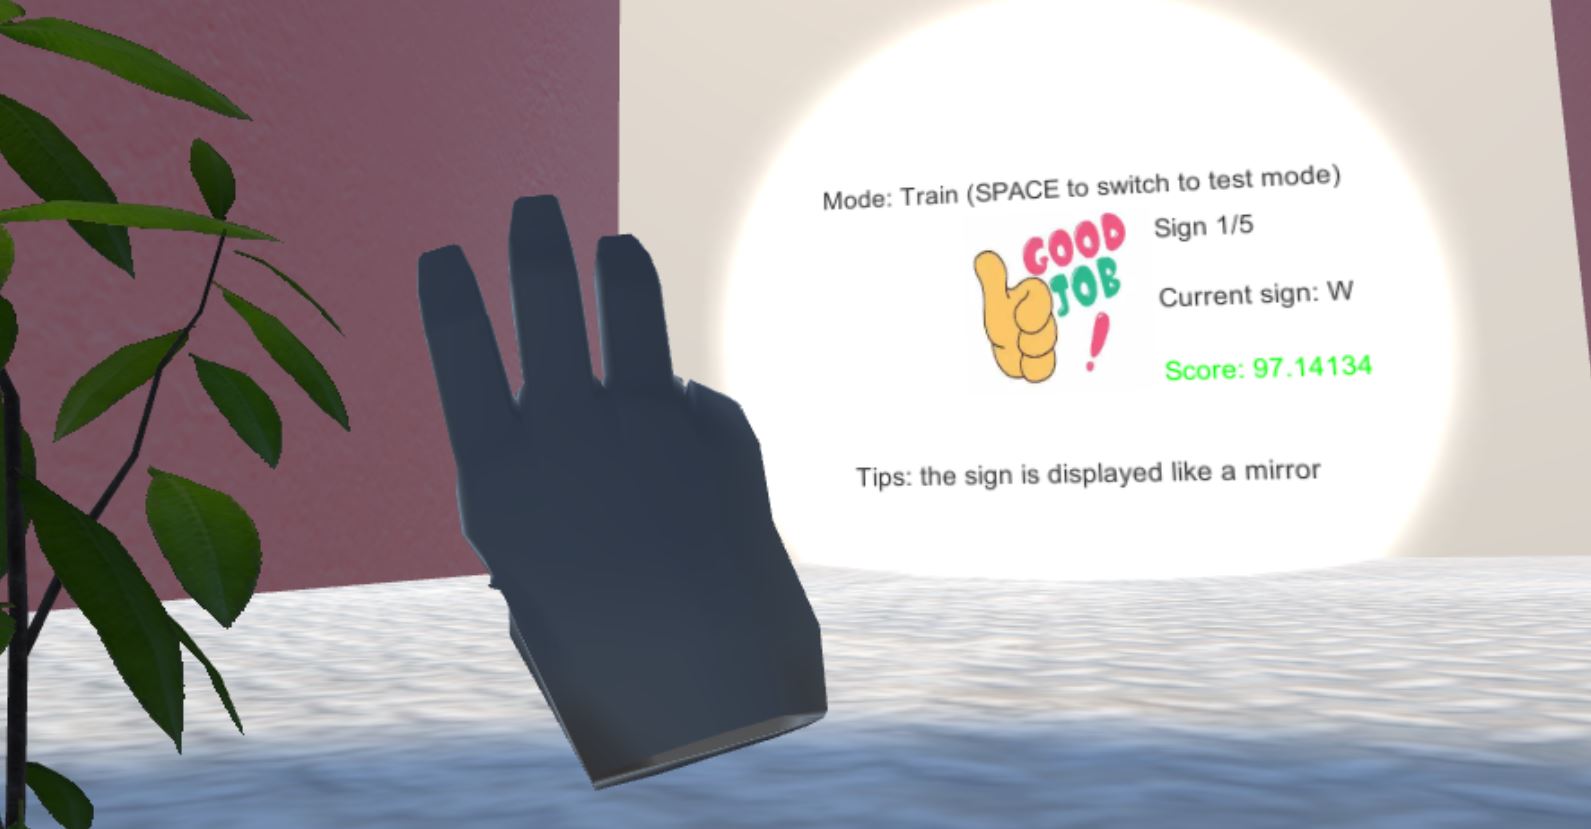 Mode: Train (SPACE to switch to test mode)
GOOD
JOB
!
Sign 1/5
Current sign: W
Score: 97.14134
Tips: the sign is displayed like a mirror